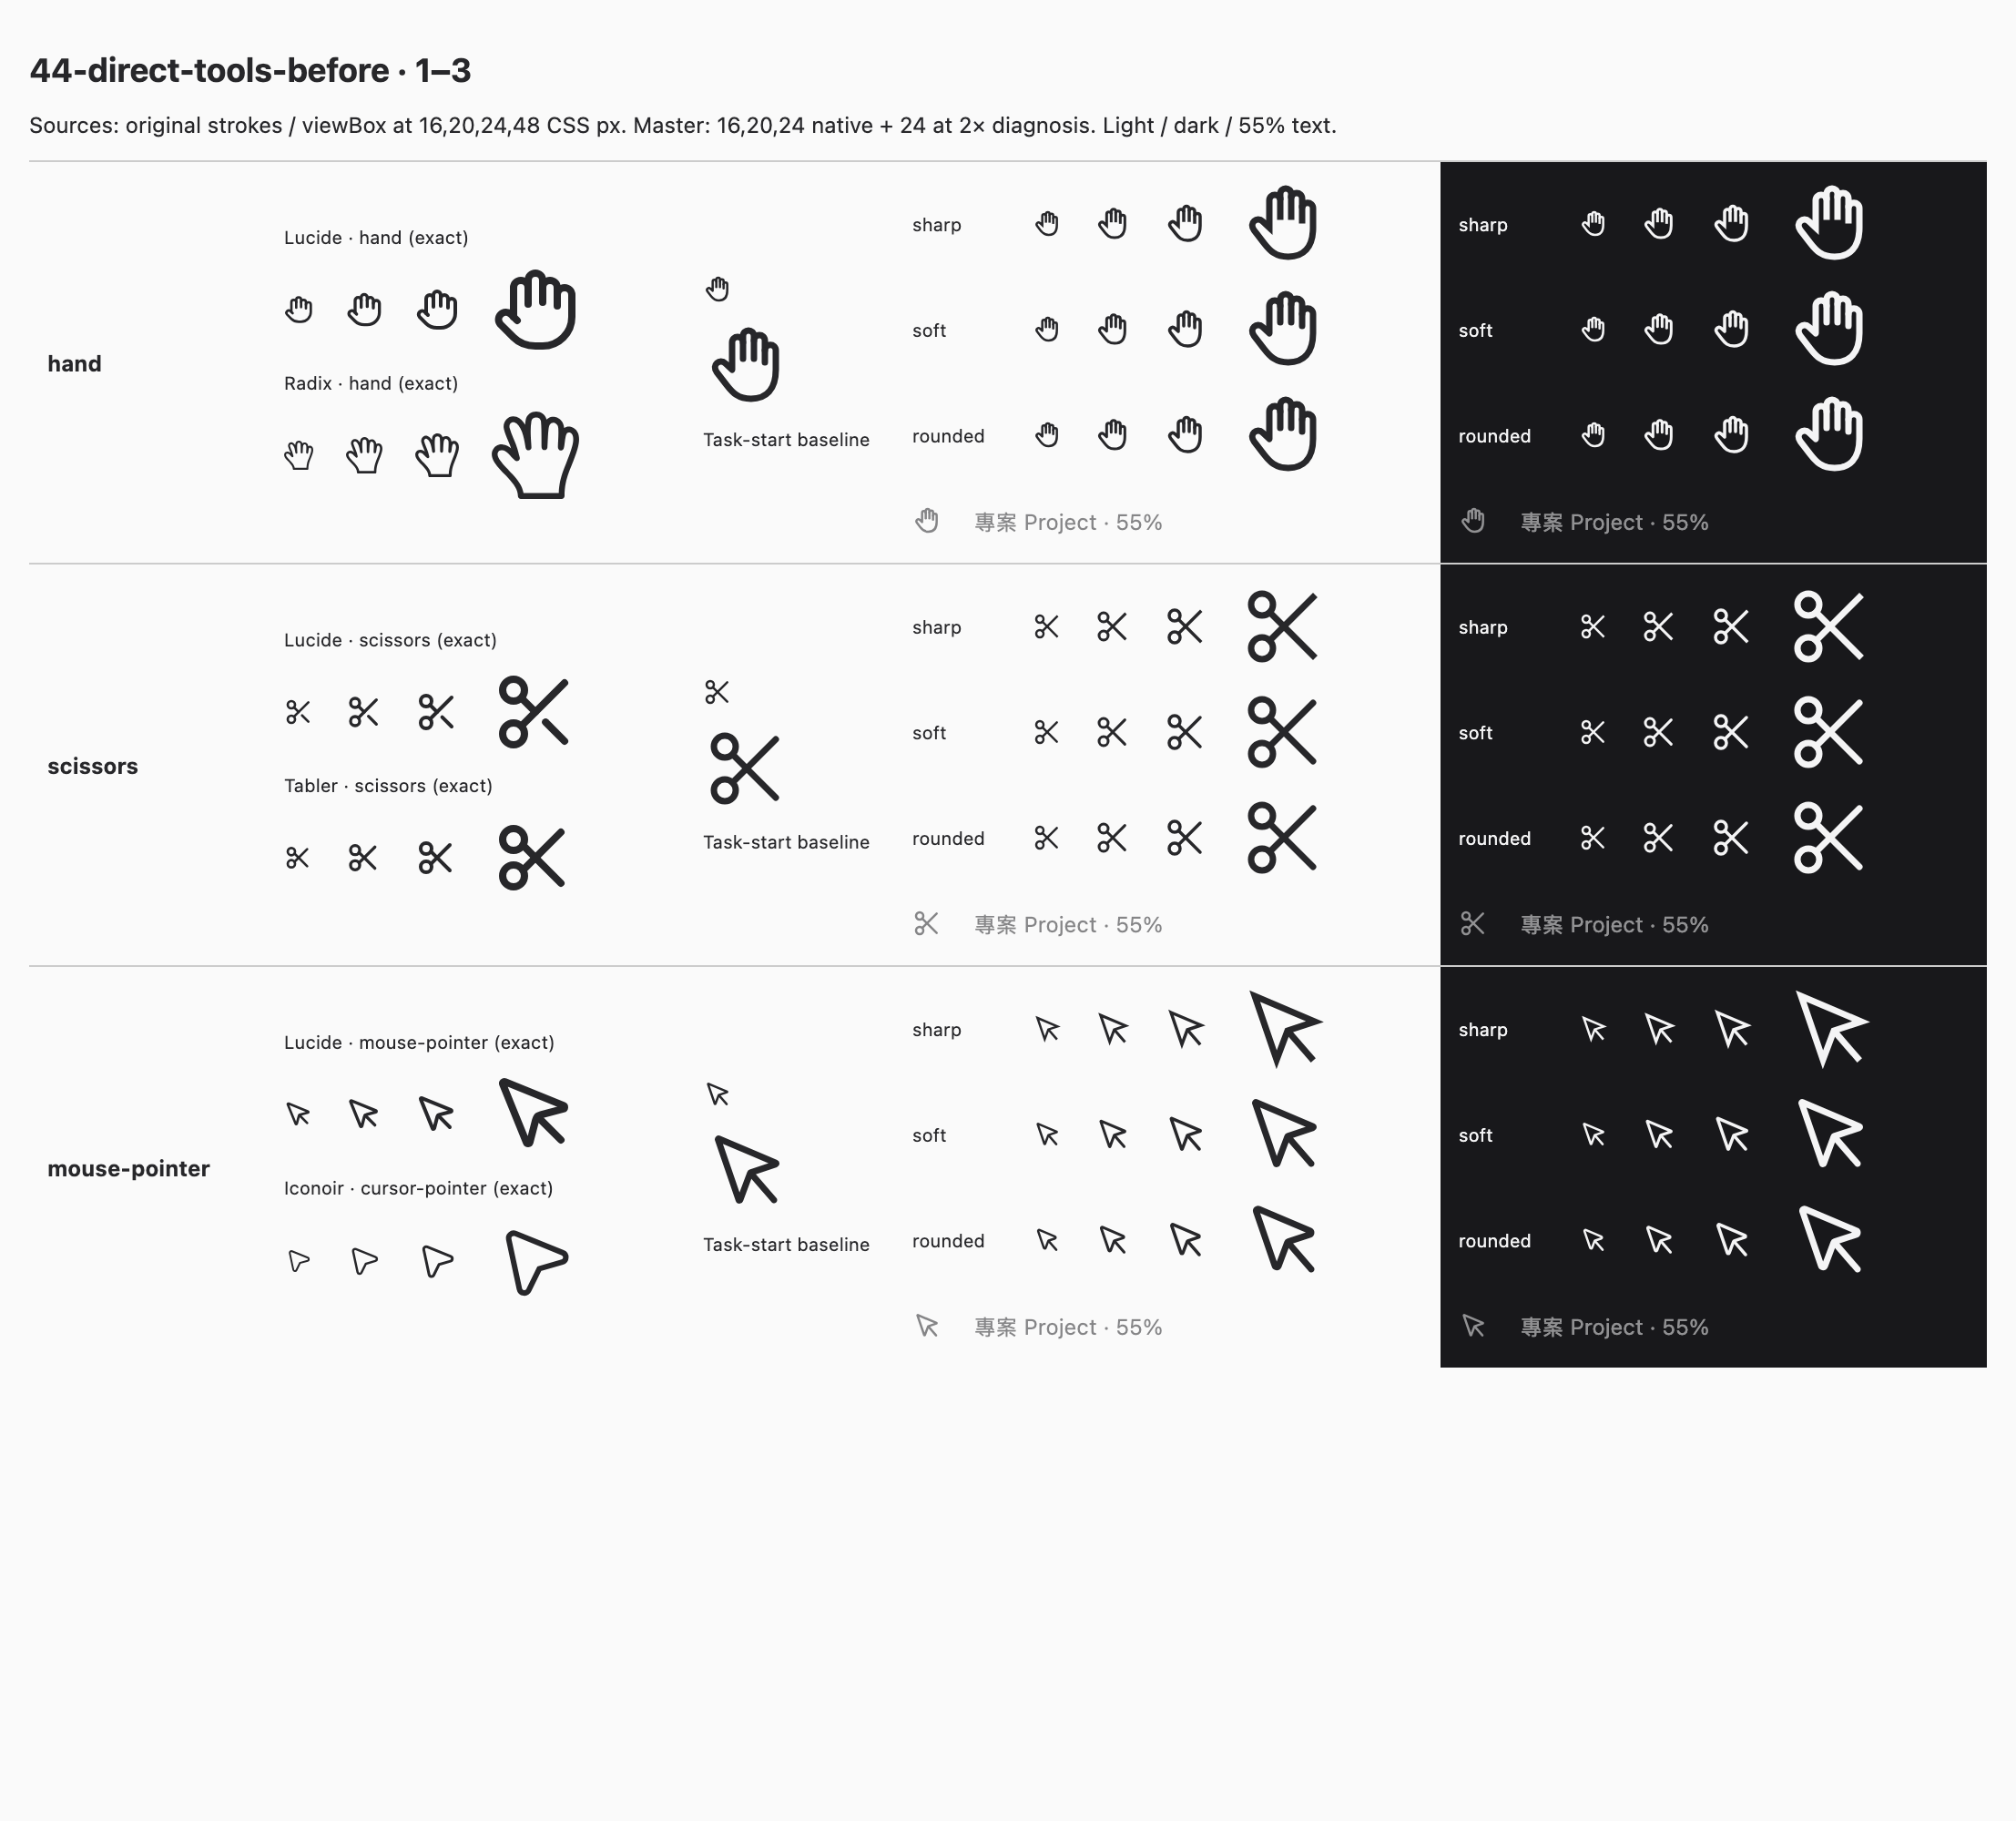 44-direct-tools-before · 1–3
Sources: original strokes / viewBox at 16,20,24,48 CSS px. Master: 16,20,24 native + 24 at 2× diagnosis. Light / dark / 55% text.
hand
Lucide · hand (exact)
Radix · hand (exact)
Task-start baseline
sharp
soft
rounded
專案 Project · 55%
sharp
soft
rounded
專案 Project · 55%
scissors
Lucide · scissors (exact)
Tabler · scissors (exact)
Task-start baseline
sharp
soft
rounded
專案 Project · 55%
sharp
soft
rounded
專案 Project · 55%
mouse-pointer
Lucide · mouse-pointer (exact)
Iconoir · cursor-pointer (exact)
Task-start baseline
sharp
soft
rounded
專案 Project · 55%
sharp
soft
rounded
專案 Project · 55%